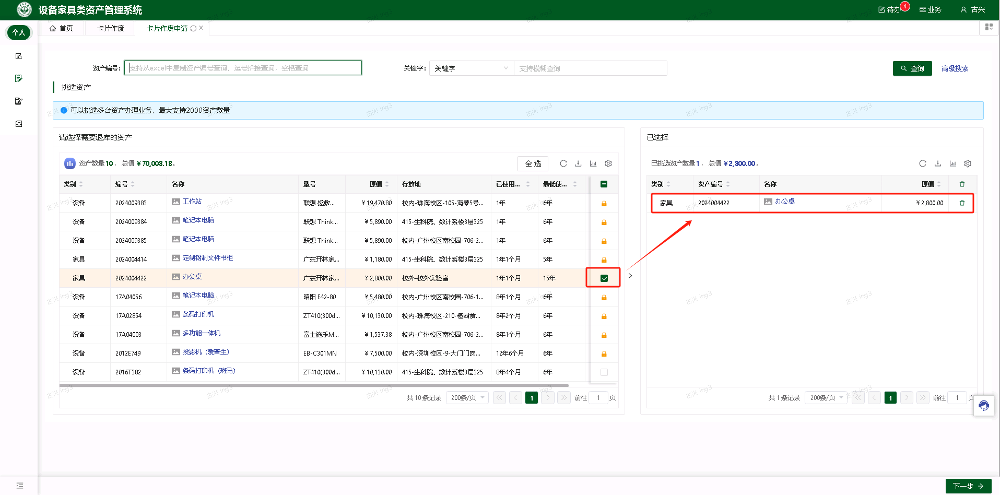 设备家具类资产管理系统
待办 4
业务
古兴
个人
首页
卡片作废
卡片作废申请
资产编号：
支持从excel中复制资产编号查询，逗号拼接查询，空格查询
关键字：
关键字
支持模糊查询
查询
高级搜索
挑选资产
可以挑选多台资产办理业务，最大支持2000资产数量
请选择需要退库的资产
资产数量10， 总值￥70,008.18。
全 选
类别 编号 名称 型号 原值 存放地 已使用... 最低使...
设备 2024009383 工作站 联想 拯救... ￥19,470.80 校内-珠海校区-105-海琴5号... 1年 6年
设备 2024009384 笔记本电脑 联想 Think... ￥5,890.00 415-生科院、数计系楼3层325 1年 6年
设备 2024009385 笔记本电脑 联想 Think... ￥5,890.00 校内-广州校区南校园-706-2... 1年 6年
家具 2024004414 定制钢制文件书柜 广东开林家... ￥1,180.00 415-生科院、数计系楼3层325 1年1个月 5年
家具 2024004422 办公桌 广东开林家... ￥2,800.00 校外-校外实验室 1年1个月 15年
设备 17A04056 笔记本电脑 昭阳 E42-80 ￥5,480.00 校内-广州校区南校园-706-1... 8年1个月 6年
设备 17A02854 条码打印机 ZT410(300d... ￥10,130.00 校内-珠海校区-210-榕园食... 8年2个月 6年
设备 17A04003 多功能一体机 富士施乐M... ￥1,537.38 校内-广州校区南校园-706-2... 8年1个月 6年
设备 2012E749 投影机（爱普生） EB-C301MN ￥7,500.00 校内-深圳校区-9-大门门岗... 12年6个月 6年
设备 2016T382 条码打印机（斑马） ZT410(300d... ￥10,130.00 415-生科院、数计系楼3层325 8年4个月 6年
共 10 条记录 200条/页 1 前往 1 页
已选择
已挑选资产数量1， 总值￥2,800.00。
类别 资产编号 名称 原值
家具 2024004422 办公桌 ￥2,800.00
共 1 条记录 200条/页 1 前往 1 页
下一步
古兴 ing3